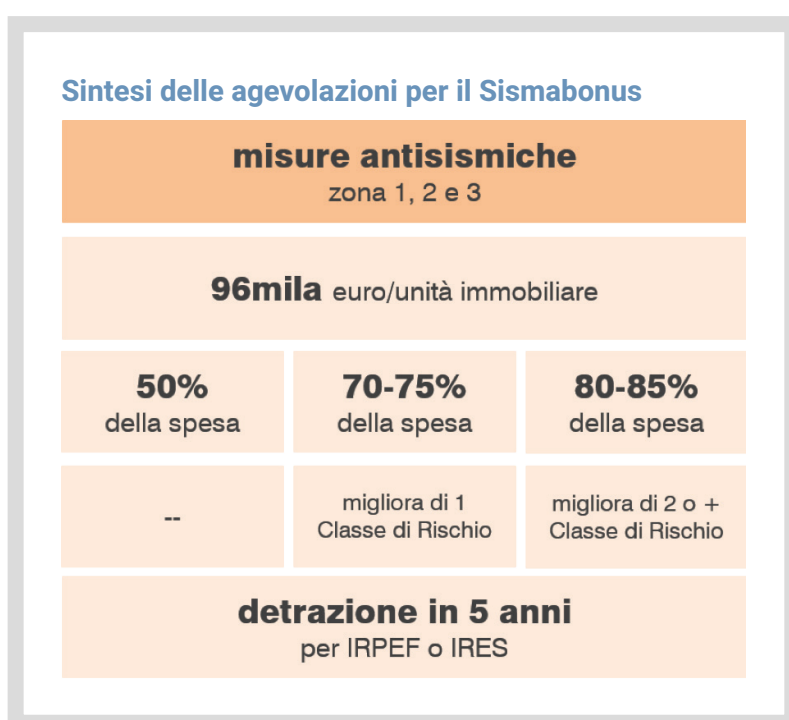 Sintesi delle agevolazioni per il Sismabonus
misure antisismiche
zona 1, 2 e 3
96mila euro/unità immobiliare
50%
della spesa
70-75%
della spesa
80-85%
della spesa
--
migliora di 1
Classe di Rischio
migliora di 2 o +
Classe di Rischio
detrazione in 5 anni
per IRPEF o IRES